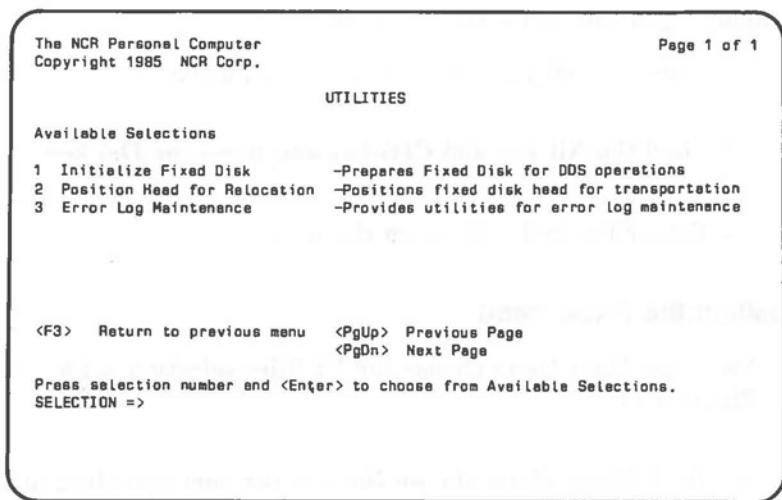 The NCR Personal Computer Page 1 of 1
Copyright 1985 NCR Corp.
UTILITIES
Available Selections
1 Initialize Fixed Disk -Prepares Fixed Disk for DDS operations
2 Position Head for Relocation -Positions fixed disk head for transportation
3 Error Log Maintenance -Provides utilities for error log maintenance
<F3> Return to previous menu <PgUp> Previous Page
<PgDn> Next Page
Press selection number and <Enter> to choose from Available Selections.
SELECTION =>